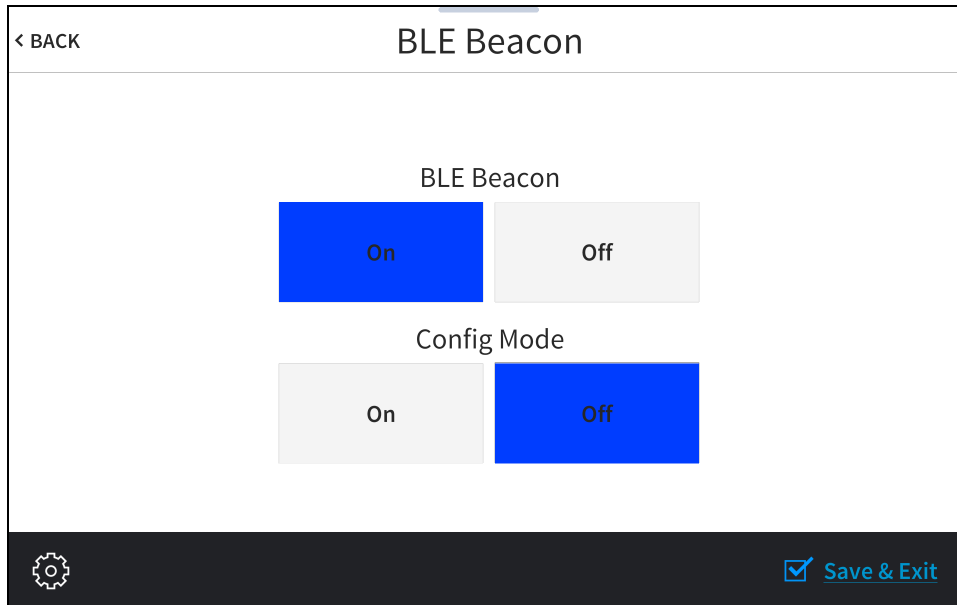 < BACK
BLE Beacon
BLE Beacon
On Off
Config Mode
On Off
Save & Exit